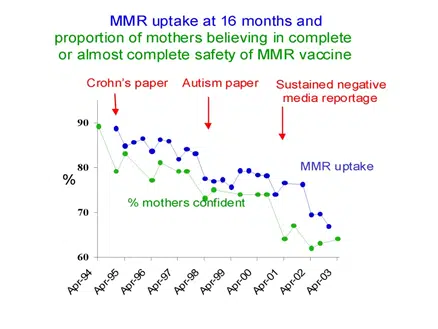 MMR uptake at 16 months and
proportion of mothers believing in complete
or almost complete safety of MMR vaccine
Crohn's paper
Autism paper
Sustained negative
media reportage
90
80
%
70
60
MMR uptake
% mothers confident
Apr-94
Apr-95
Apr-96
Apr-97
Apr-98
Apr-99
Apr-00
Apr-01
Apr-02
Apr-03